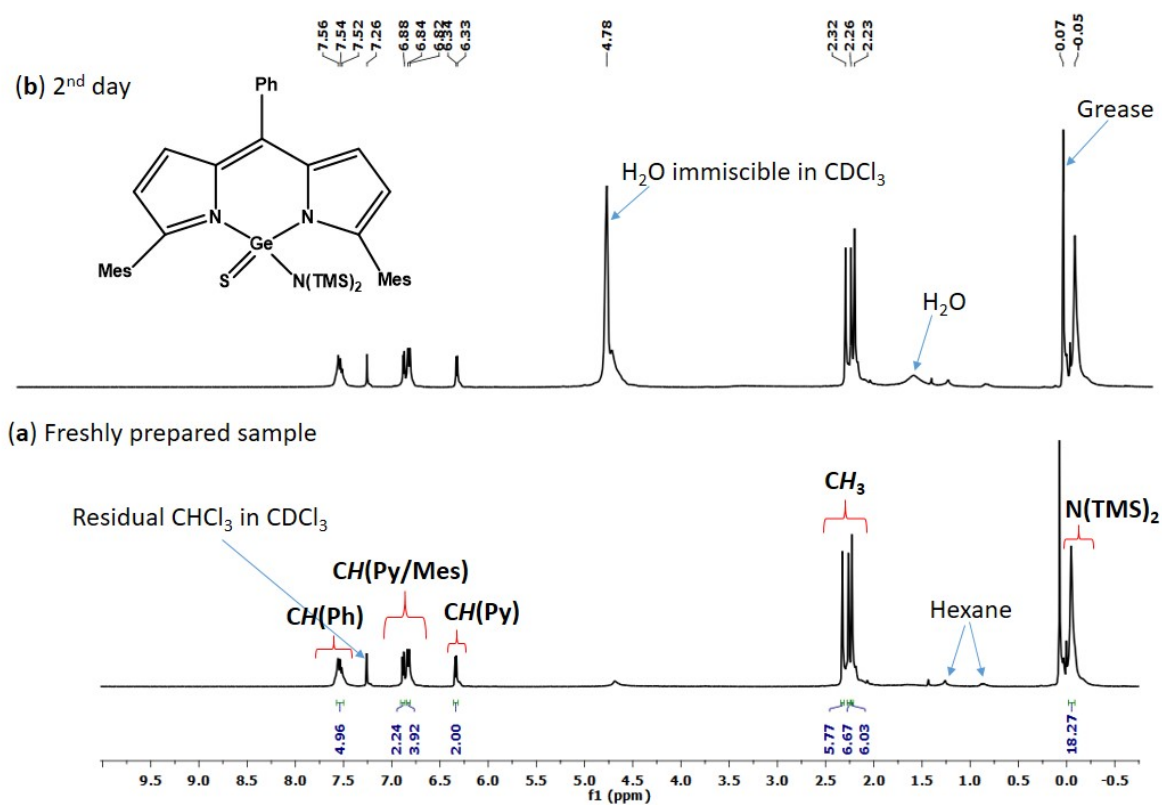 7.56 7.54 7.52 7.26 6.88 6.84 6.82 6.34 6.33 4.78 2.32 2.26 2.23 0.07 -0.05
(b) 2nd day
Ph
Grease
H2O immiscible in CDCl3
N N
Ge
Mes S N(TMS)2 Mes
H2O
(a) Freshly prepared sample
CH3
Residual CHCl3 in CDCl3
N(TMS)2
CH(Py/Mes)
CH(Ph) CH(Py)
Hexane
4.96 2.24 3.92 2.00 5.77 6.67 6.03 18.27
9.5 9.0 8.5 8.0 7.5 7.0 6.5 6.0 5.5 5.0 4.5 4.0 3.5 3.0 2.5 2.0 1.5 1.0 0.5 0.0 -0.5
f1 (ppm)